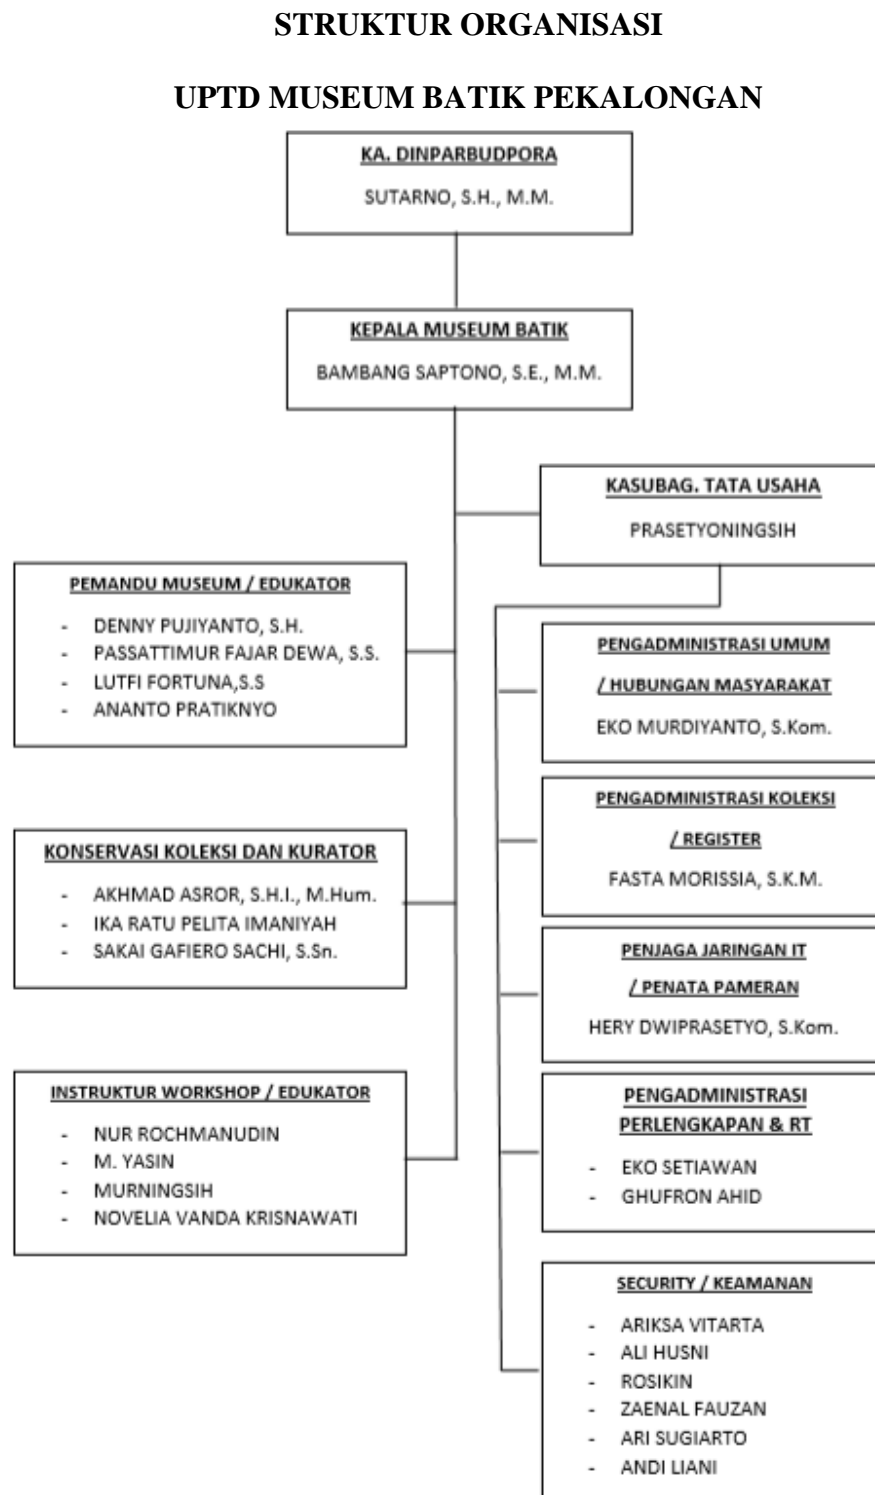 STRUKTUR ORGANISASI
UPTD MUSEUM BATIK PEKALONGAN
KA. DINPARBUDPORA
SUTARNO, S.H., M.M.
KEPALA MUSEUM BATIK
BAMBANG SAPTONO, S.E., M.M.
KASUBAG. TATA USAHA
PRASETYONINGSIH
PEMANDU MUSEUM / EDUKATOR
- DENNY PUJIYANTO, S.H.
- PASSATTIMUR FAJAR DEWA, S.S.
- LUTFI FORTUNA,S.S
- ANANTO PRATIKNYO
KONSERVASI KOLEKSI DAN KURATOR
- AKHMAD ASROR, S.H.I., M.Hum.
- IKA RATU PELITA IMANIYAH
- SAKAI GAFIERO SACHI, S.Sn.
INSTRUKTUR WORKSHOP / EDUKATOR
- NUR ROCHMANUDIN
- M. YASIN
- MURNINGSIH
- NOVELIA VANDA KRISNAWATI
PENGADMINISTRASI UMUM
/ HUBUNGAN MASYARAKAT
EKO MURDIYANTO, S.Kom.
PENGADMINISTRASI KOLEKSI
/ REGISTER
FASTA MORISSIA, S.K.M.
PENJAGA JARINGAN IT
/ PENATA PAMERAN
HERY DWIPRASETYO, S.Kom.
PENGADMINISTRASI
PERLENGKAPAN & RT
- EKO SETIAWAN
- GHUFRON AHID
SECURITY / KEAMANAN
- ARIKSA VITARTA
- ALI HUSNI
- ROSIKIN
- ZAENAL FAUZAN
- ARI SUGIARTO
- ANDI LIANI